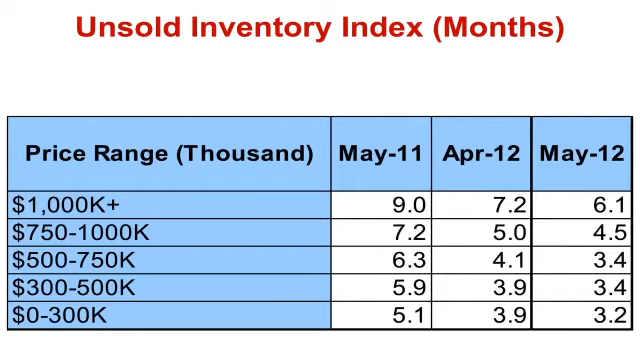 Unsold Inventory Index (Months)
Price Range (Thousand) May-11 Apr-12 May-12
$1,000K+ 9.0 7.2 6.1
$750-1000K 7.2 5.0 4.5
$500-750K 6.3 4.1 3.4
$300-500K 5.9 3.9 3.4
$0-300K 5.1 3.9 3.2